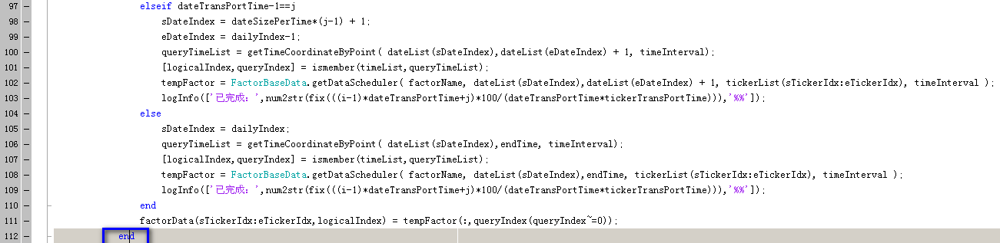 97 elseif dateTransPortTime-1==j
98 sDateIndex = dateSizePerTime*(j-1) + 1;
99 eDateIndex = dailyIndex-1;
100 queryTimeList = getTimeCoordinateByPoint( dateList(sDateIndex),dateList(eDateIndex) + 1, timeInterval);
101 [logicalIndex,queryIndex] = ismember(timeList,queryTimeList);
102 tempFactor = FactorBaseData.getDataScheduler( factorName, dateList(sDateIndex),dateList(eDateIndex) + 1, tickerList(sTickerIdx:eTickerIdx), timeInterval );
103 logInfo(['已完成：',num2str(fix(((i-1)*dateTransPortTime+j)*100/(dateTransPortTime*tickerTransPortTime))),'%%']);
104 else
105 sDateIndex = dailyIndex;
106 queryTimeList = getTimeCoordinateByPoint( dateList(sDateIndex),endTime, timeInterval);
107 [logicalIndex,queryIndex] = ismember(timeList,queryTimeList);
108 tempFactor = FactorBaseData.getDataScheduler( factorName, dateList(sDateIndex),endTime, tickerList(sTickerIdx:eTickerIdx), timeInterval );
109 logInfo(['已完成：',num2str(fix(((i-1)*dateTransPortTime+j)*100/(dateTransPortTime*tickerTransPortTime))),'%%']);
110 end
111 factorData(sTickerIdx:eTickerIdx,logicalIndex) = tempFactor(:,queryIndex(queryIndex~=0));
112 end